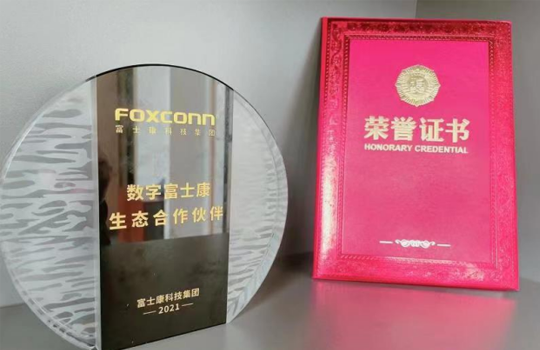 FOXCONN
富士康科技集团
数字富士康
生态合作伙伴
富士康科技集团
2021
荣誉证书
HONORARY CREDENTIAL